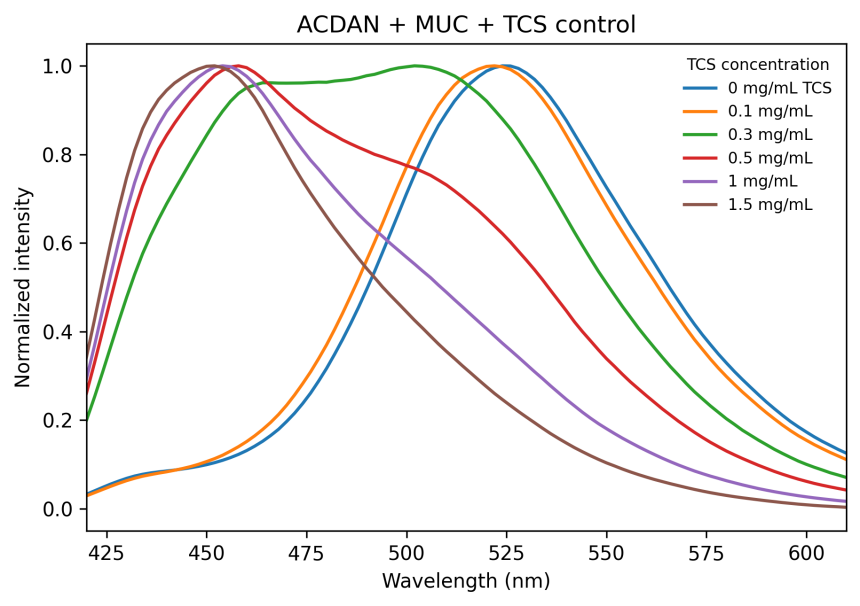 ACDAN + MUC + TCS control
TCS concentration
0 mg/mL TCS
0.1 mg/mL
0.3 mg/mL
0.5 mg/mL
1 mg/mL
1.5 mg/mL
Normalized intensity
1.0
0.8
0.6
0.4
0.2
0.0
425 450 475 500 525 550 575 600
Wavelength (nm)